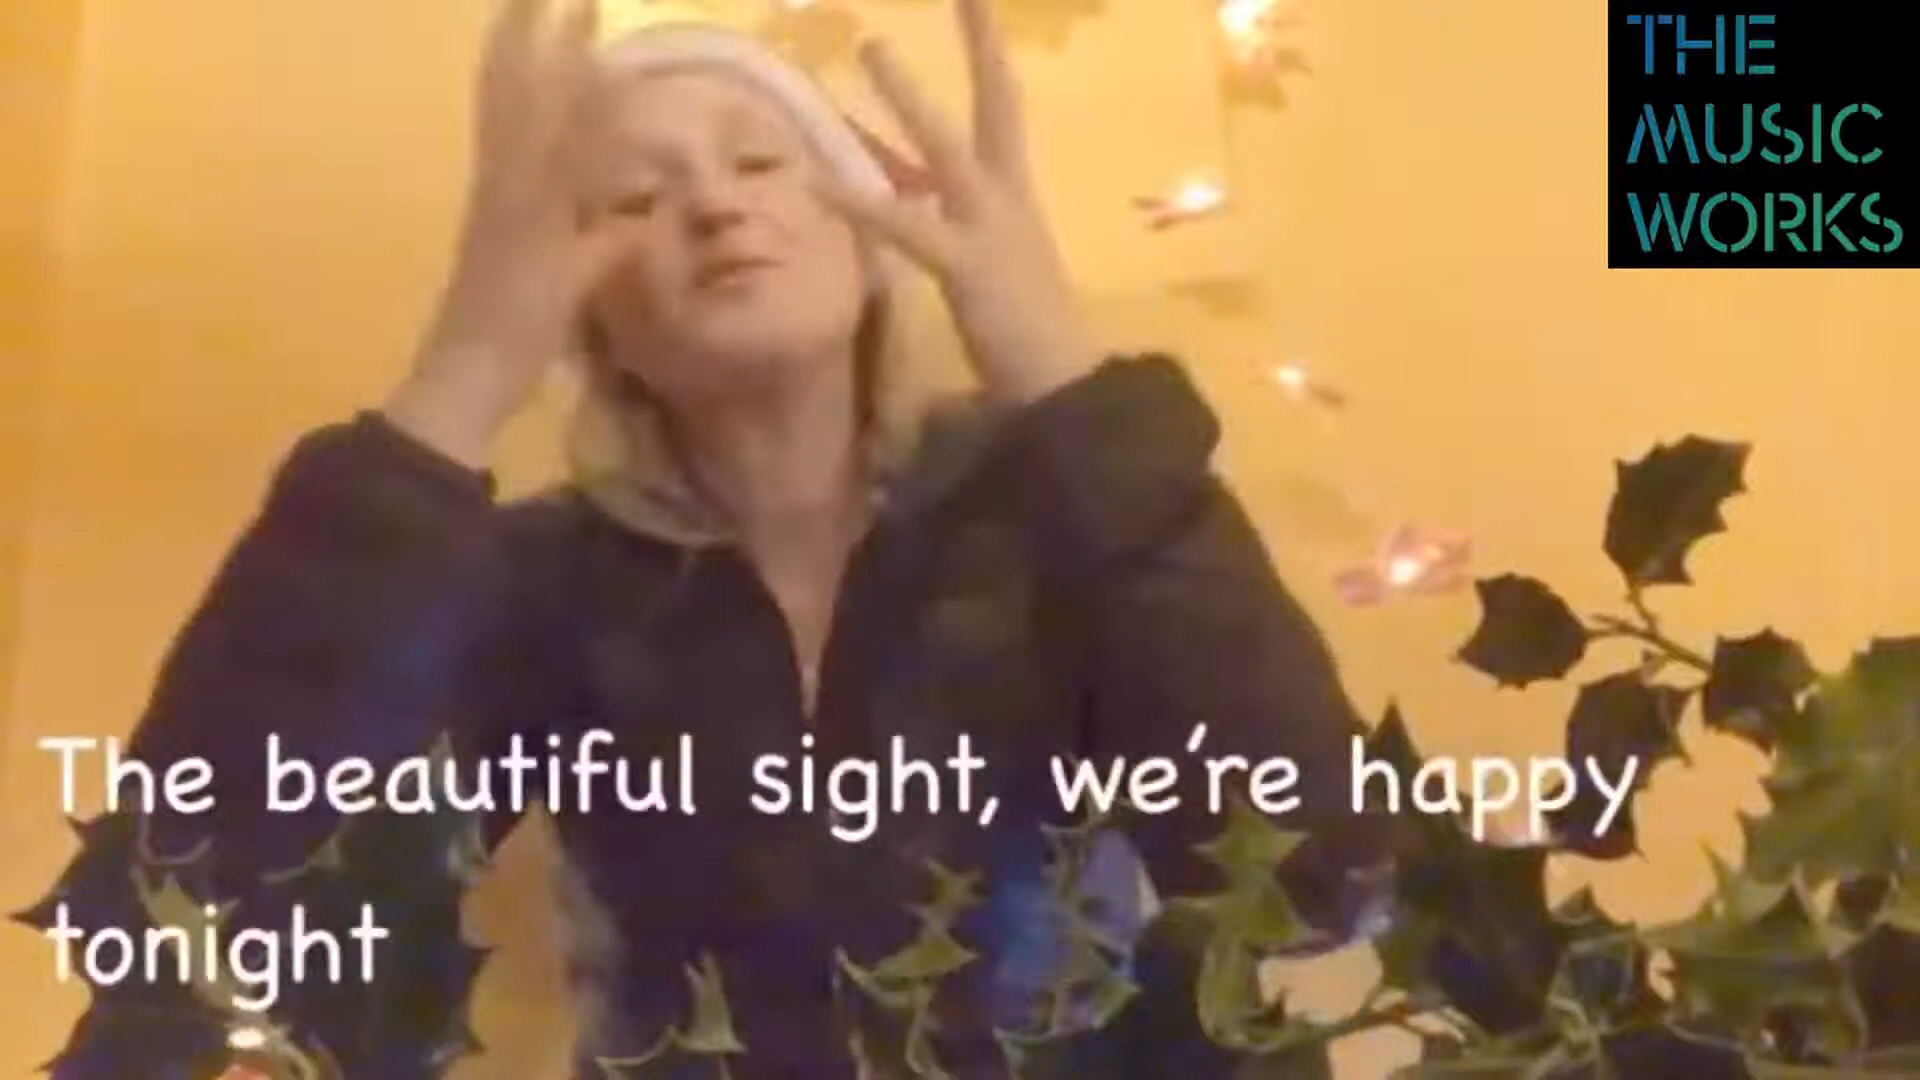 THE
MUSIC
WORKS
The beautiful sight, we're happy
tonight